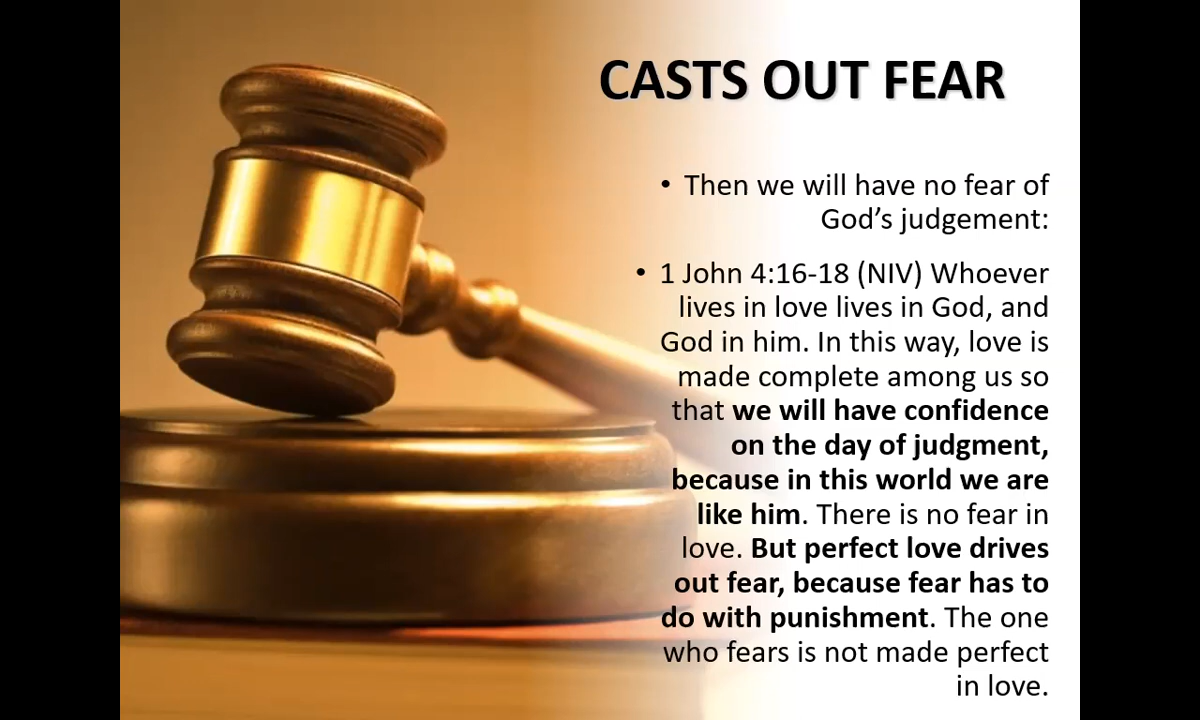 CASTS OUT FEAR
• Then we will have no fear of
God’s judgement:
• 1 John 4:16-18 (NIV) Whoever
lives in love lives in God, and
God in him. In this way, love is
made complete among us so
that we will have confidence
on the day of judgment,
because in this world we are
like him. There is no fear in
love. But perfect love drives
out fear, because fear has to
do with punishment. The one
who fears is not made perfect
in love.